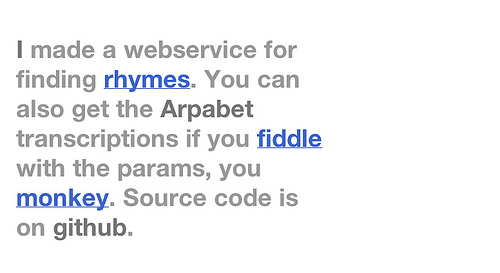 I made a webservice for
finding rhymes. You can
also get the Arpabet
transcriptions if you fiddle
with the params, you
monkey. Source code is
on github.